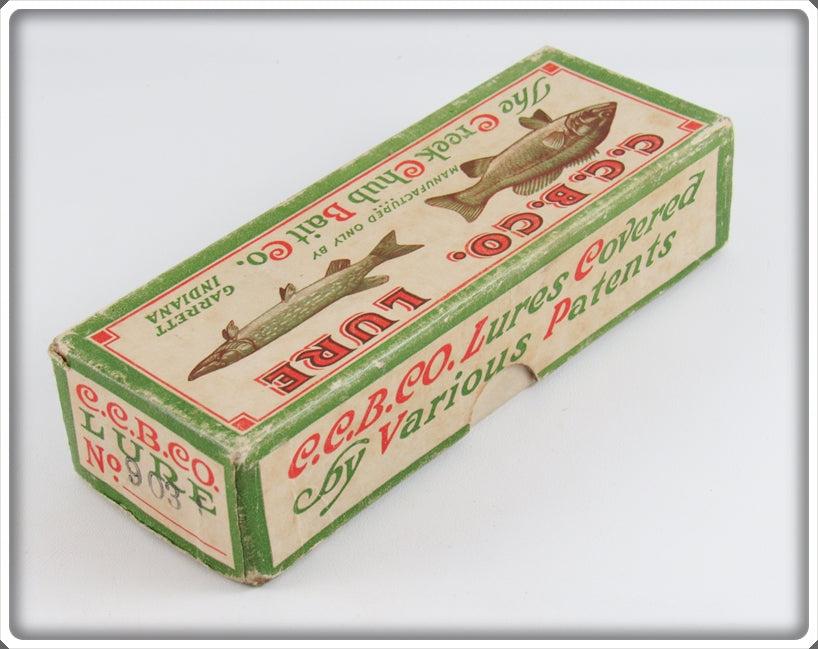 C.C.B.CO.
LURE
MANUFACTURED ONLY BY
The Creek Chub Bait Co.
GARRETT
INDIANA
C.C.B.CO. Lures Covered
by Various Patents
C.C.B.CO.
LURE
No. 903